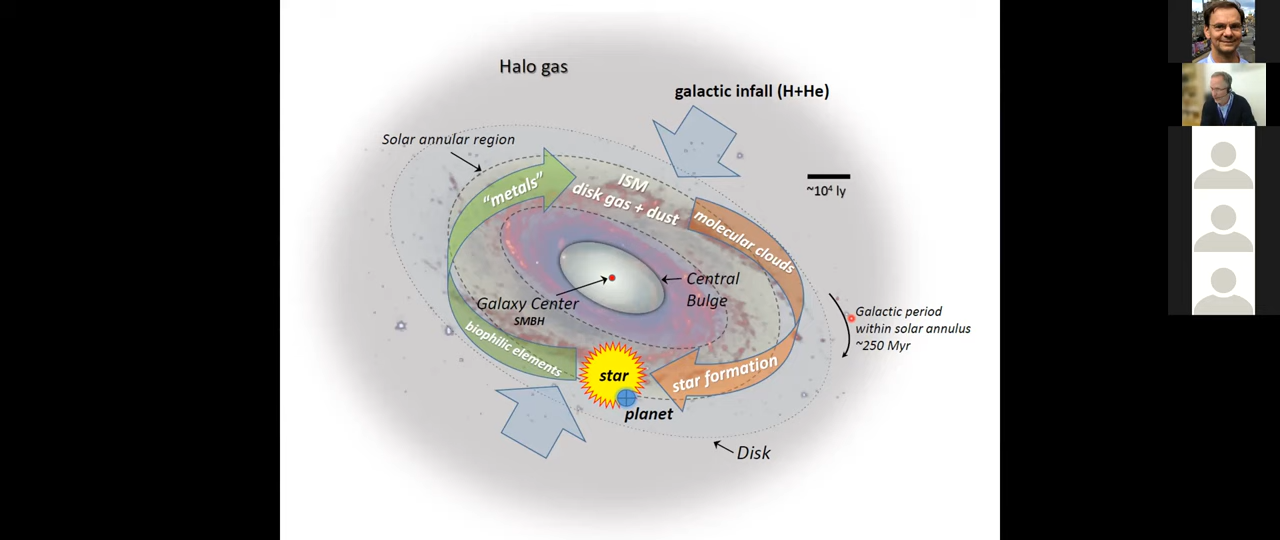 Halo gas
galactic infall (H+He)
Solar annular region
~10⁴ ly
"metals"
ISM
disk gas + dust
molecular clouds
Central
Bulge
Galaxy Center
SMBH
Galactic period
within solar annulus
~250 Myr
biophilic elements
star
star formation
planet
Disk